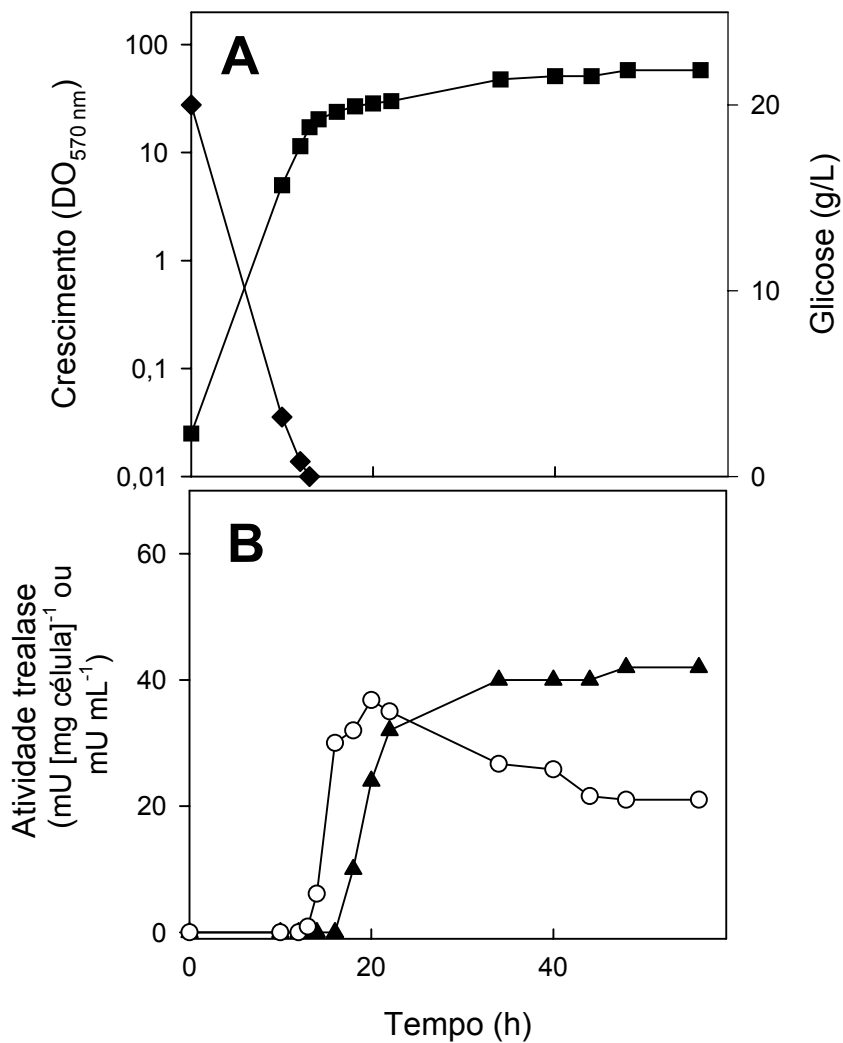 A
100
10
1
0,1
0,01
Crescimento (DO570 nm)
20
10
0
Glicose (g/L)
B
60
40
20
0
Atividade trealase
(mU [mg célula]-1 ou
mU mL-1)
0
20
40
Tempo (h)